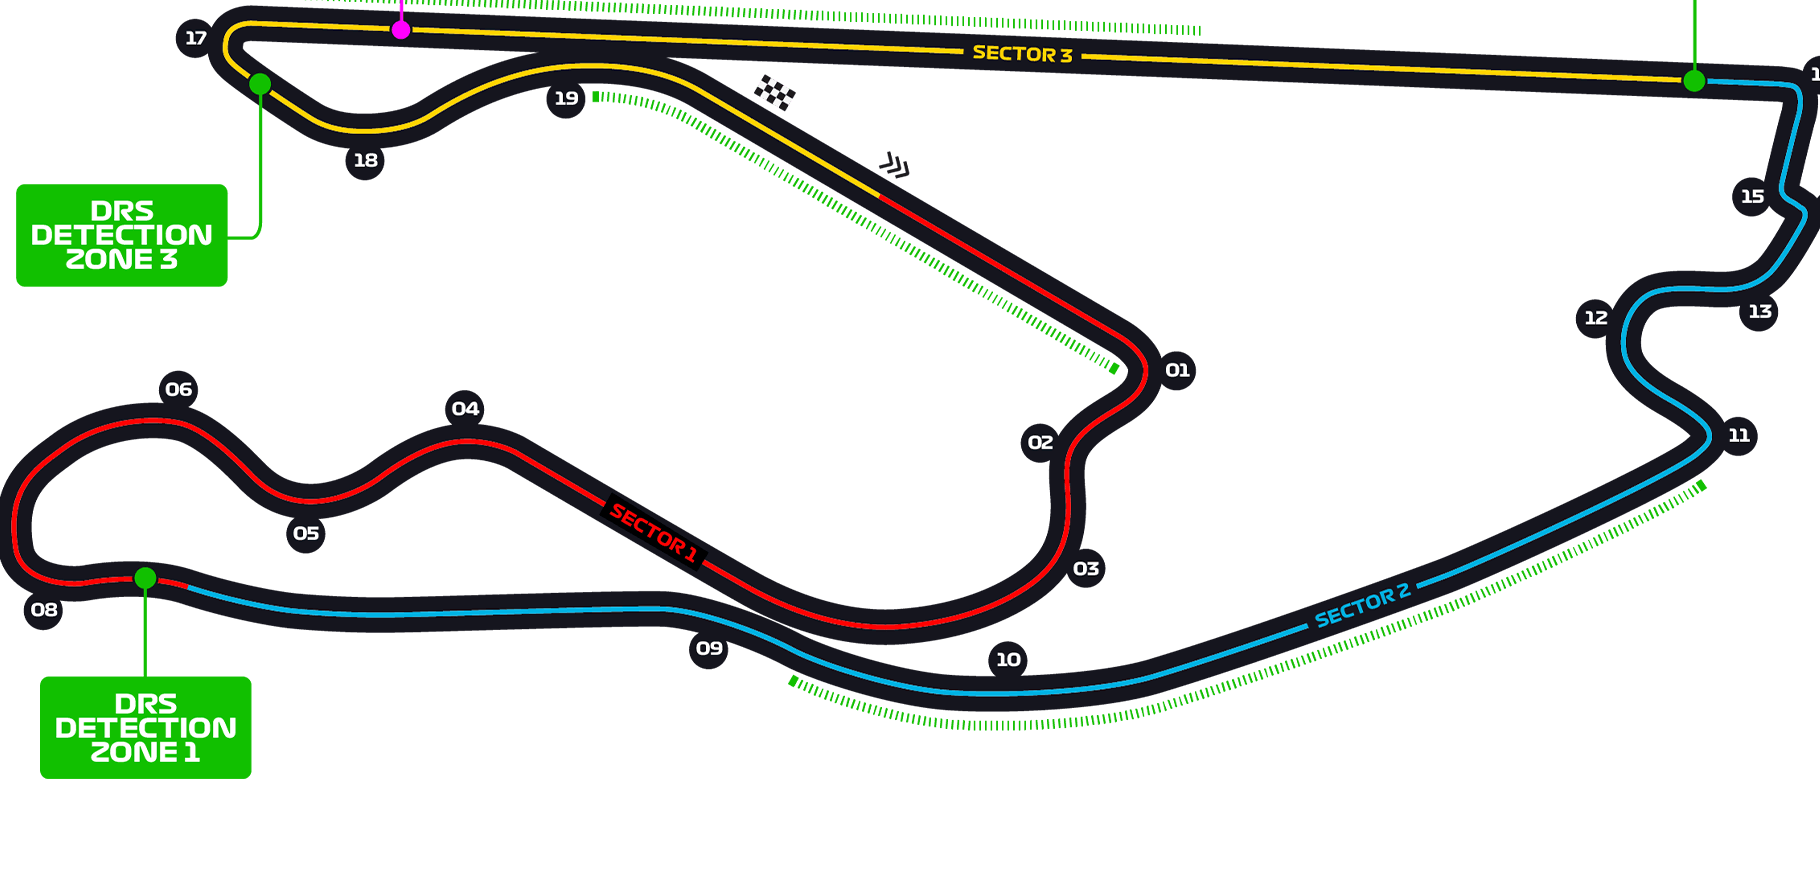 17
SECTOR 3
19
18
15
DRS
DETECTION
ZONE 3
12
13
01
06
04
02
11
05
SECTOR 1
03
08
SECTOR 2
09
10
DRS
DETECTION
ZONE 1